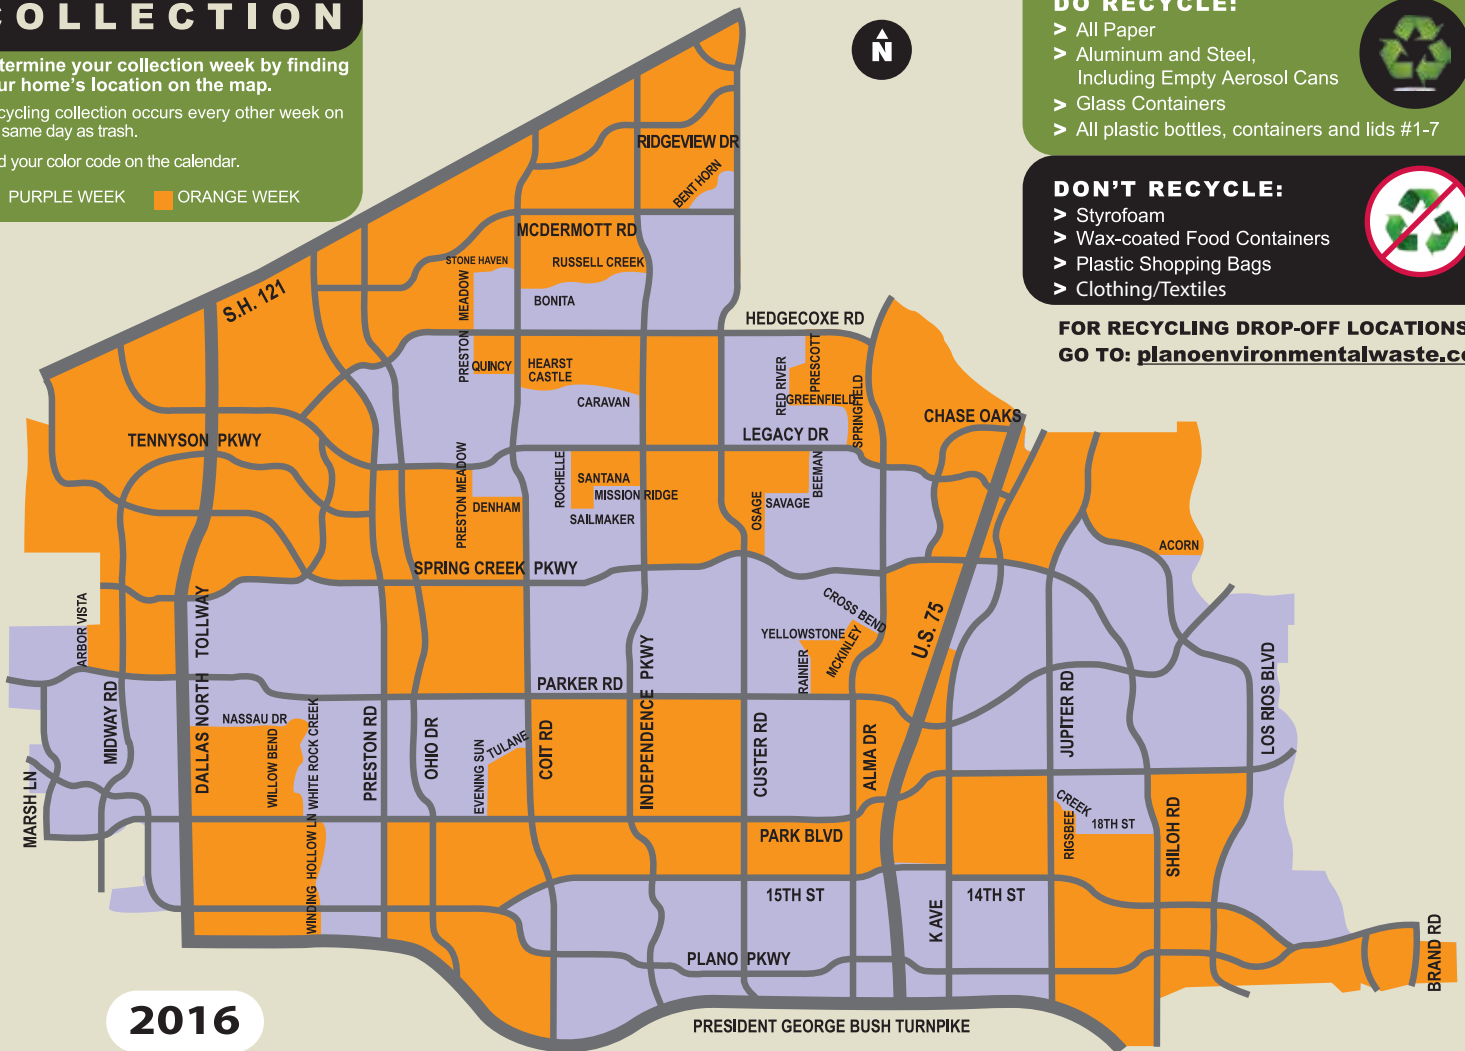 COLLECTION
termine your collection week by finding
ur home's location on the map.
cycling collection occurs every other week on
same day as trash.
d your color code on the calendar.
PURPLE WEEK ORANGE WEEK
N
DO RECYCLE:
> All Paper
> Aluminum and Steel,
Including Empty Aerosol Cans
> Glass Containers
> All plastic bottles, containers and lids #1-7
DON'T RECYCLE:
> Styrofoam
> Wax-coated Food Containers
> Plastic Shopping Bags
> Clothing/Textiles
FOR RECYCLING DROP-OFF LOCATIONS
GO TO: planoenvironmentalwaste.co
RIDGEVIEW DR
BENT HORN
MCDERMOTT RD
STONE HAVEN
RUSSELL CREEK
PRESTON MEADOW
BONITA
S.H. 121
HEDGECOXE RD
QUINCY
HEARST
CASTLE
CARAVAN
RED RIVER
PRESCOTT
GREENFIELD
SPRINGFIELD
CHASE OAKS
TENNYSON PKWY
LEGACY DR
PRESTON MEADOW
DENHAM
ROCHELLE
SANTANA
MISSION RIDGE
SAILMAKER
OSAGE
SAVAGE
BEEMAN
ACORN
SPRING CREEK PKWY
ARBOR VISTA
DALLAS NORTH TOLLWAY
CROSS BEND
YELLOWSTONE
MCKINLEY
RAINIER
U.S. 75
PARKER RD
INDEPENDENCE PKWY
MIDWAY RD
NASSAU DR
WILLOW BEND
WHITE ROCK CREEK
PRESTON RD
OHIO DR
EVENING SUN
TULANE
COIT RD
CUSTER RD
ALMA DR
JUPITER RD
LOS RIOS BLVD
MARSH LN
PARK BLVD
CREEK
RIGSBEE
18TH ST
SHILOH RD
WINDING HOLLOW LN
15TH ST
14TH ST
K AVE
PLANO PKWY
BRAND RD
PRESIDENT GEORGE BUSH TURNPIKE
2016